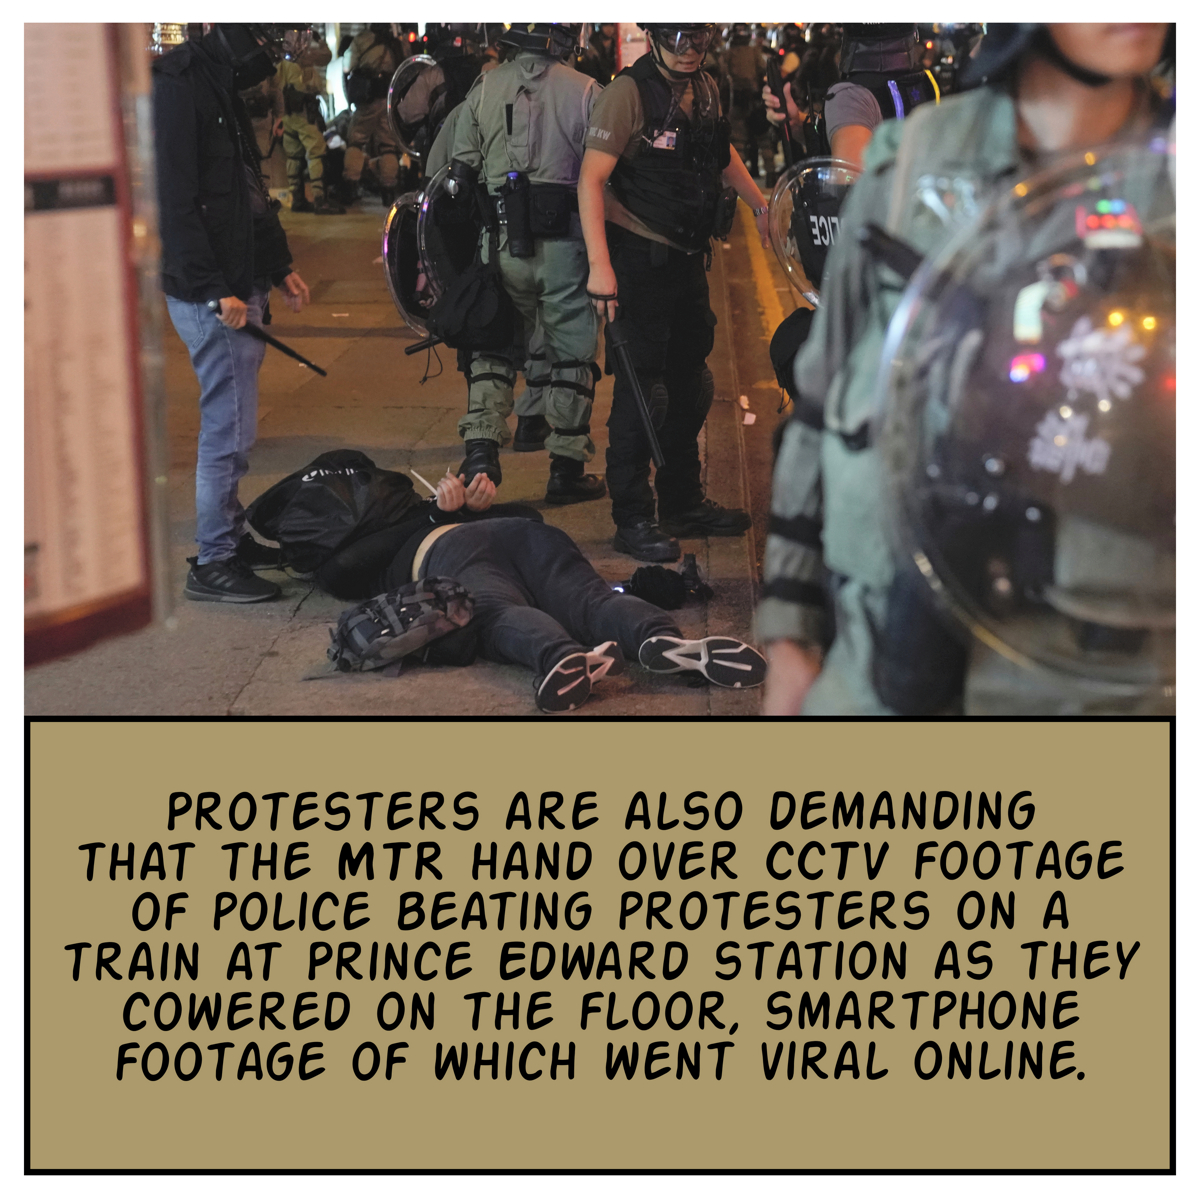 PROTESTERS ARE ALSO DEMANDING
THAT THE MTR HAND OVER CCTV FOOTAGE
OF POLICE BEATING PROTESTERS ON A
TRAIN AT PRINCE EDWARD STATION AS THEY
COWERED ON THE FLOOR, SMARTPHONE
FOOTAGE OF WHICH WENT VIRAL ONLINE.